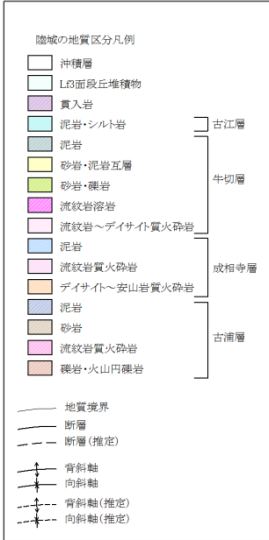 陸域の地質区分凡例
沖積層
Lf3面段丘堆積物
貫入岩
泥岩・シルト岩 古江層
泥岩
砂岩・泥岩互層
砂岩・礫岩
流紋岩溶岩
流紋岩～デイサイト質火砕岩
牛切層
泥岩
流紋岩質火砕岩
デイサイト～安山岩質火砕岩
成相寺層
泥岩
砂岩
流紋岩質火砕岩
礫岩・火山円礫岩
古浦層
地質境界
断層
断層(推定)
背斜軸
向斜軸
背斜軸(推定)
向斜軸(推定)